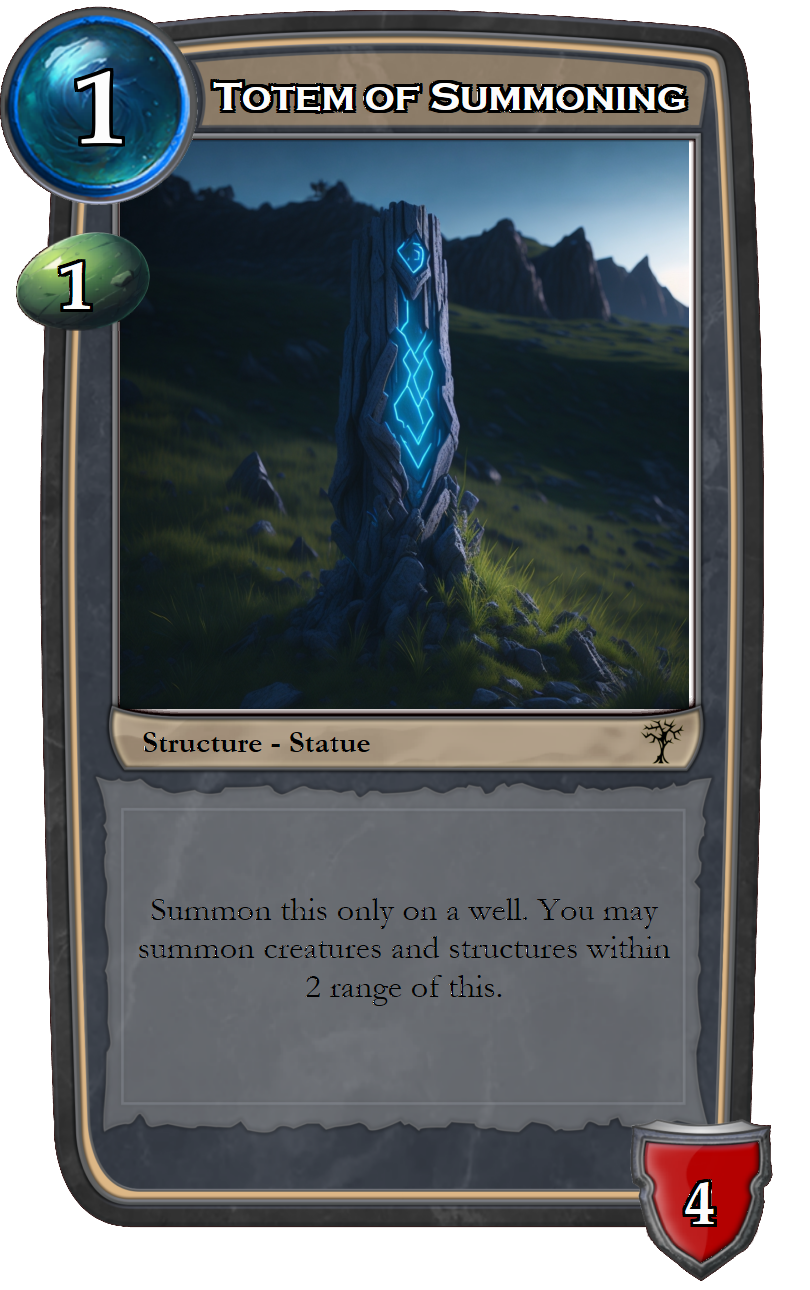 1
Totem of Summoning
1
Structure - Statue
Summon this only on a well. You may
summon creatures and structures within
2 range of this.
4